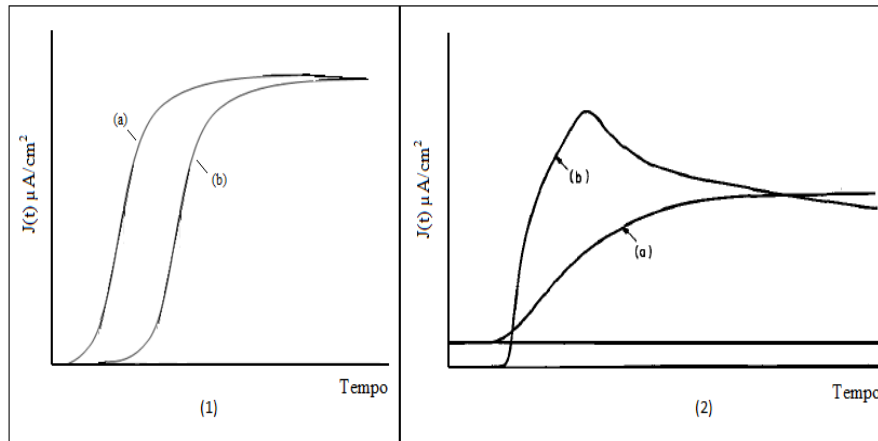 (a)
(b)
J(t) μ A/cm²
Tempo
(1)
(b)
(a)
J(t) μ A/cm²
Tempo
(2)